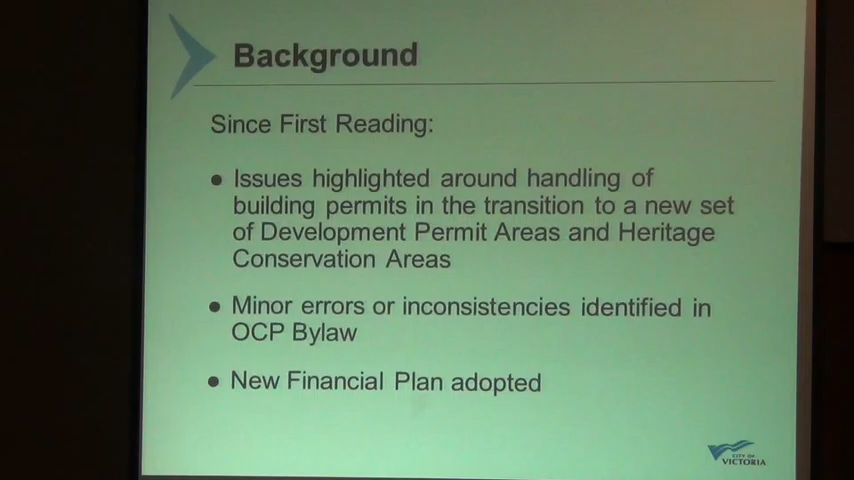 Background
Since First Reading:
● Issues highlighted around handling of
building permits in the transition to a new set
of Development Permit Areas and Heritage
Conservation Areas
● Minor errors or inconsistencies identified in
OCP Bylaw
● New Financial Plan adopted
CITY OF
VICTORIA